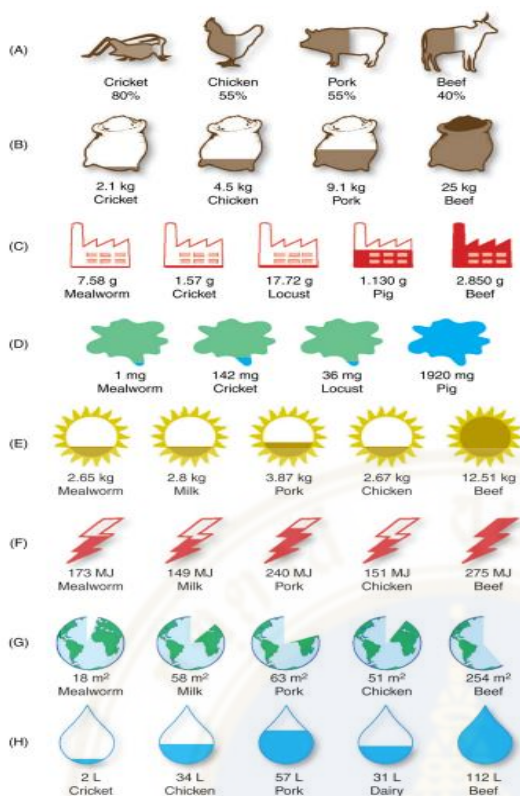 (A)
Cricket Chicken Pork Beef
80% 55% 55% 40%
(B)
2.1 kg 4.5 kg 9.1 kg 25 kg
Cricket Chicken Pork Beef
(C)
7.58 g 1.57 g 17.72 g 1.130 g 2.850 g
Mealworm Cricket Locust Pig Beef
(D)
1 mg 142 mg 36 mg 1920 mg
Mealworm Cricket Locust Pig
(E)
2.65 kg 2.8 kg 3.87 kg 2.67 kg 12.51 kg
Mealworm Milk Pork Chicken Beef
(F)
173 MJ 149 MJ 240 MJ 151 MJ 275 MJ
Mealworm Milk Pork Chicken Beef
(G)
18 m² 58 m² 63 m² 51 m² 254 m²
Mealworm Milk Pork Chicken Beef
(H)
2 L 34 L 57 L 31 L 112 L
Cricket Chicken Pork Dairy Beef